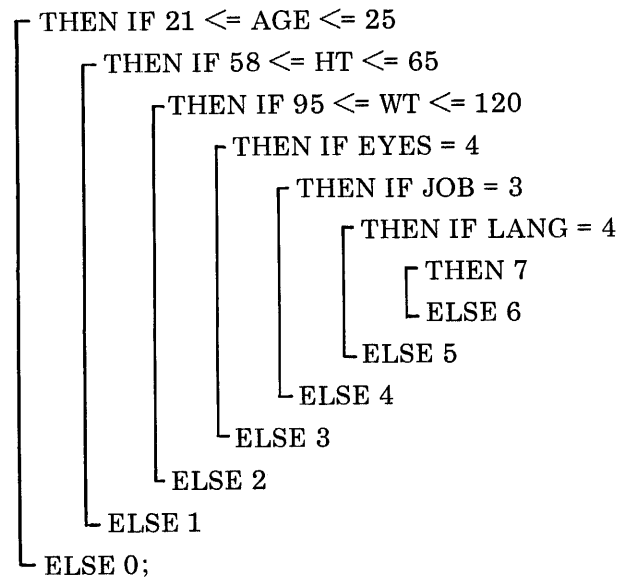 THEN IF 21 <= AGE <= 25
THEN IF 58 <= HT <= 65
THEN IF 95 <= WT <= 120
THEN IF EYES = 4
THEN IF JOB = 3
THEN IF LANG = 4
THEN 7
ELSE 6
ELSE 5
ELSE 4
ELSE 3
ELSE 2
ELSE 1
ELSE 0;